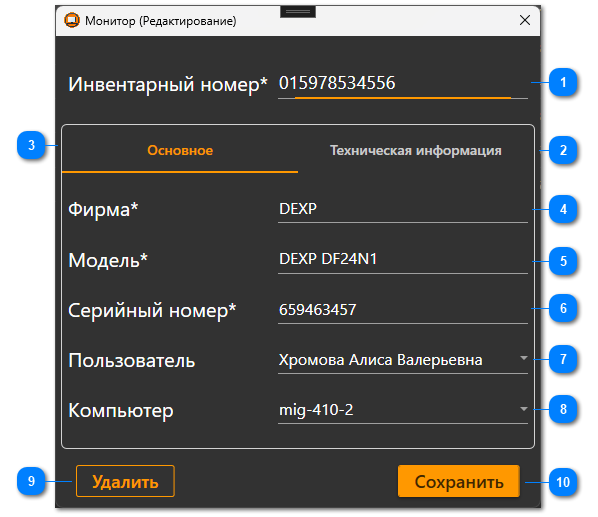 Монитор (Редактирование)
Инвентарный номер* 015978534556 1
3 Основное Техническая информация 2
Фирма* DEXP 4
Модель* DEXP DF24N1 5
Серийный номер* 659463457 6
Пользователь Хромова Алиса Валерьевна 7
Компьютер mig-410-2 8
9 Удалить Сохранить 10